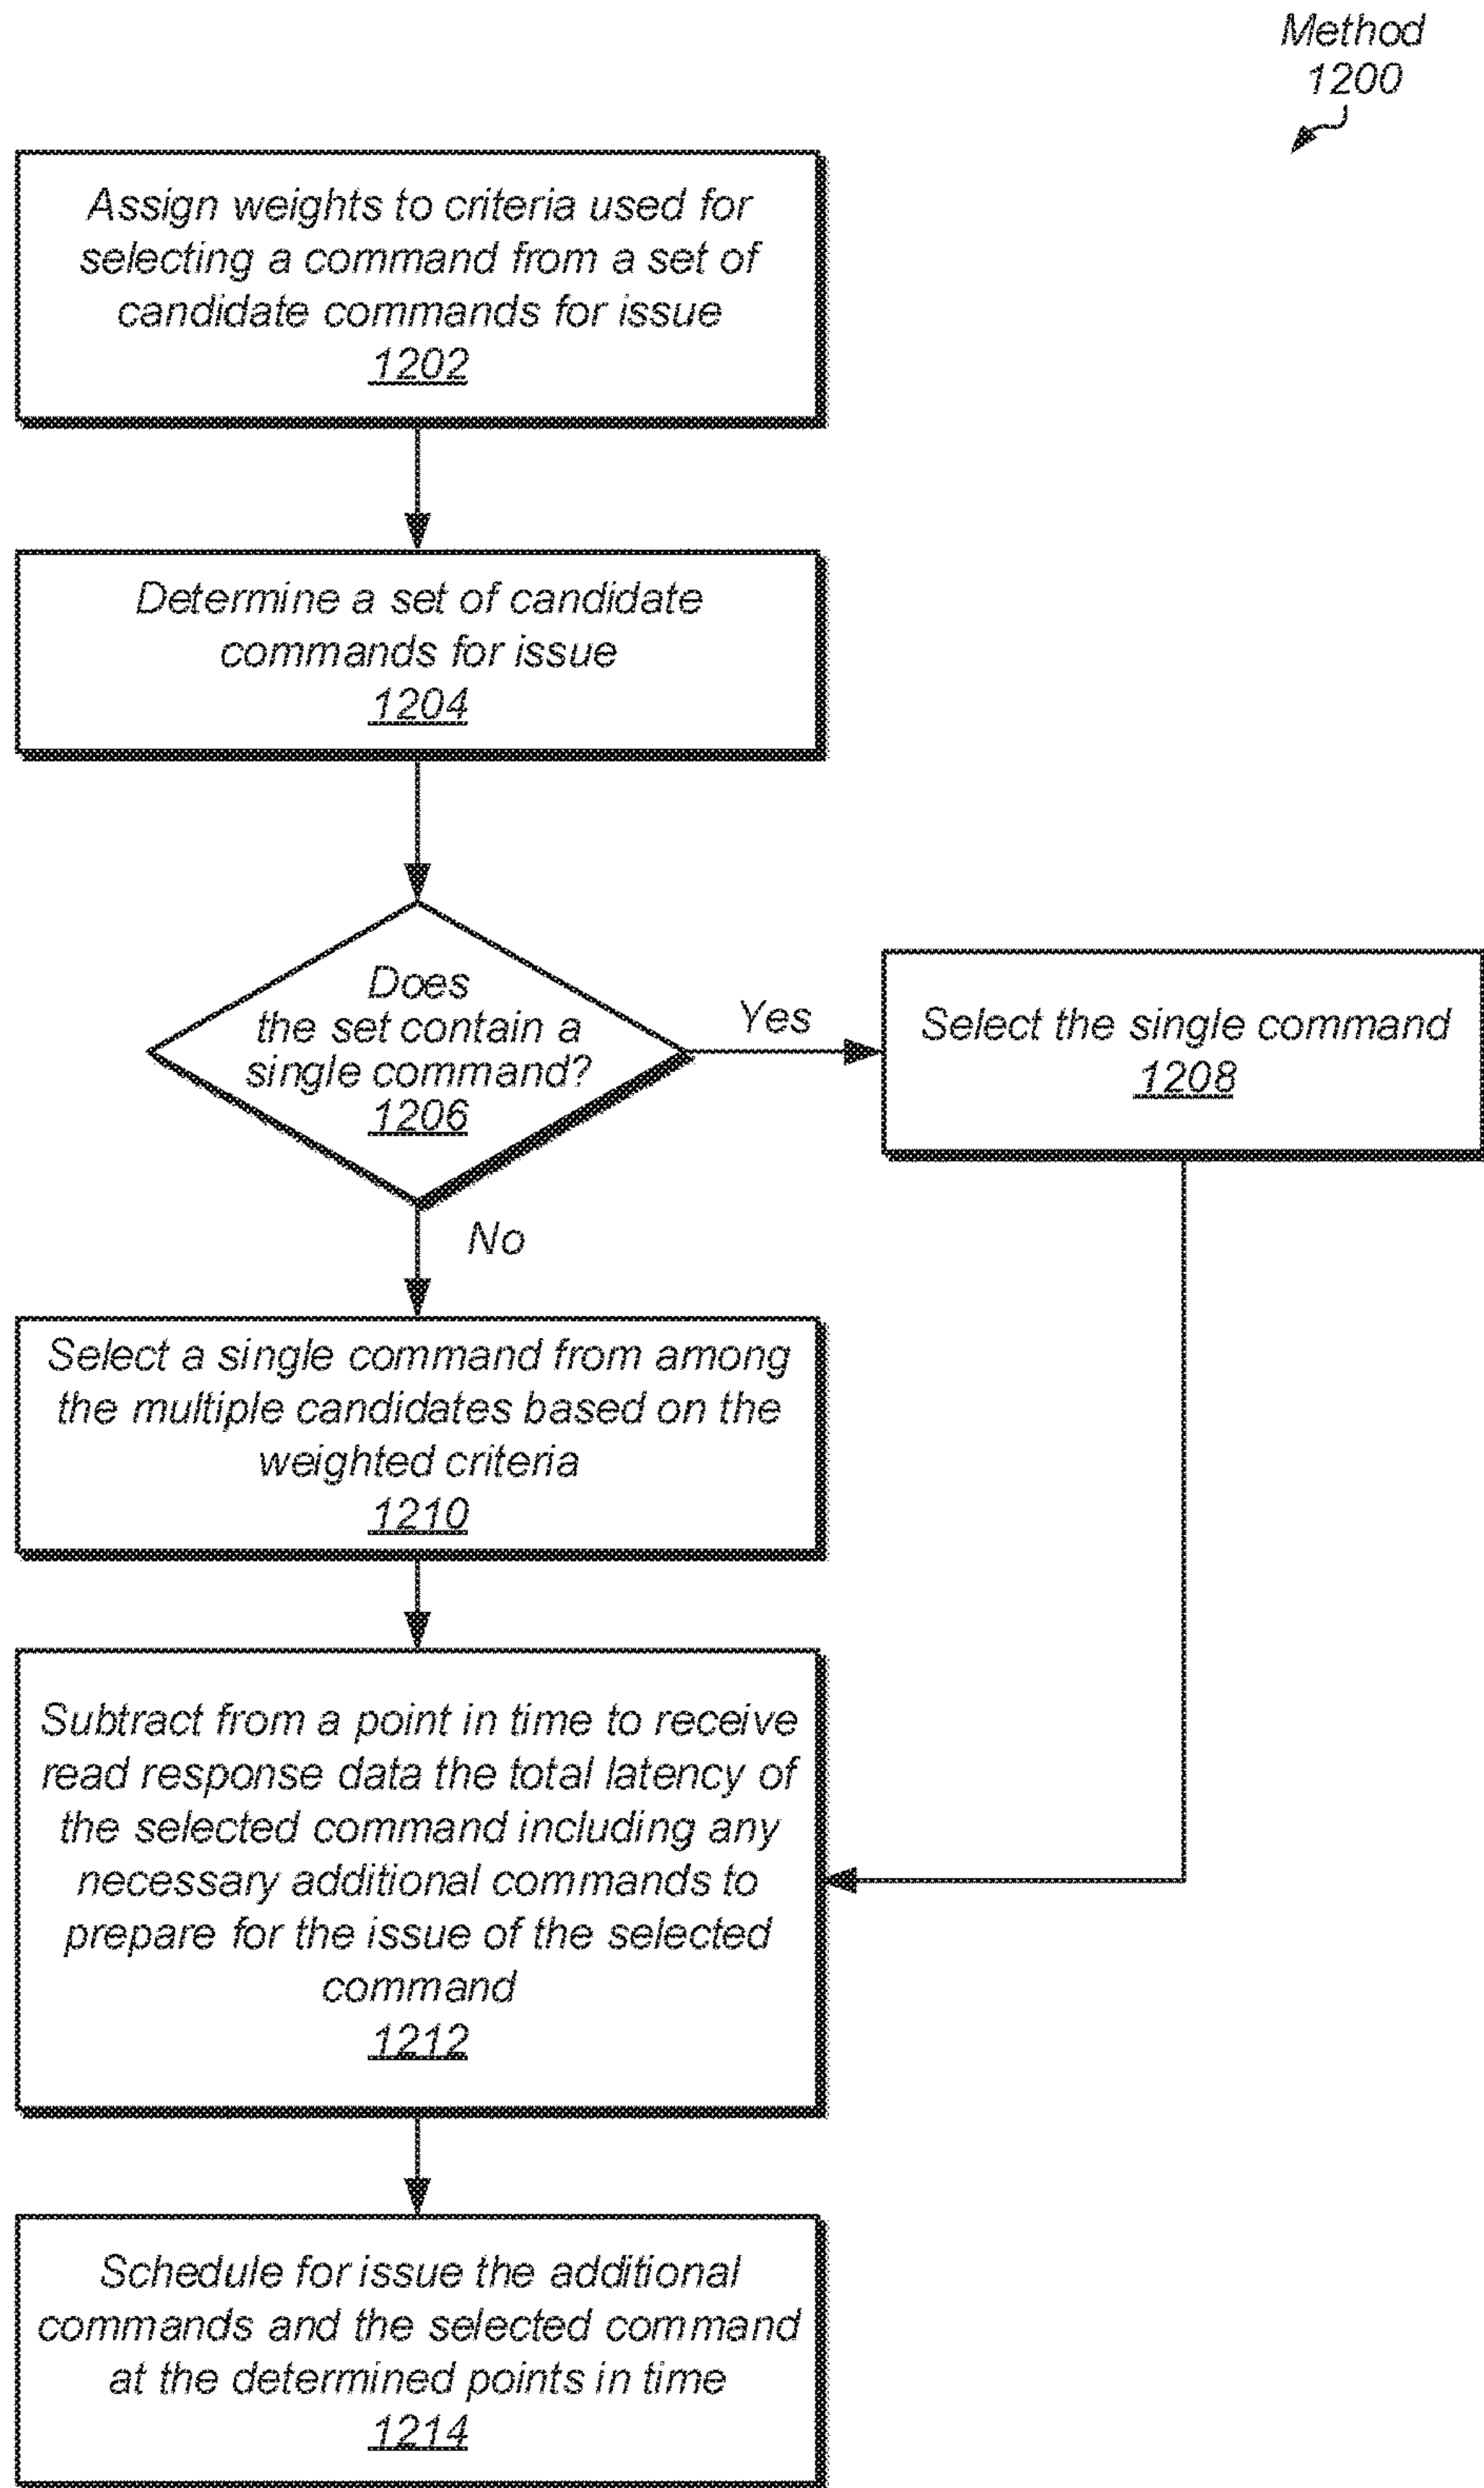 Method
1200
Assign weights to criteria used for
selecting a command from a set of
candidate commands for issue
1202
Determine a set of candidate
commands for issue
1204
Does
the set contain a
single command?
1206
Yes
Select the single command
1208
No
Select a single command from among
the multiple candidates based on the
weighted criteria
1210
Subtract from a point in time to receive
read response data the total latency of
the selected command including any
necessary additional commands to
prepare for the issue of the selected
command
1212
Schedule for issue the additional
commands and the selected command
at the determined points in time
1214